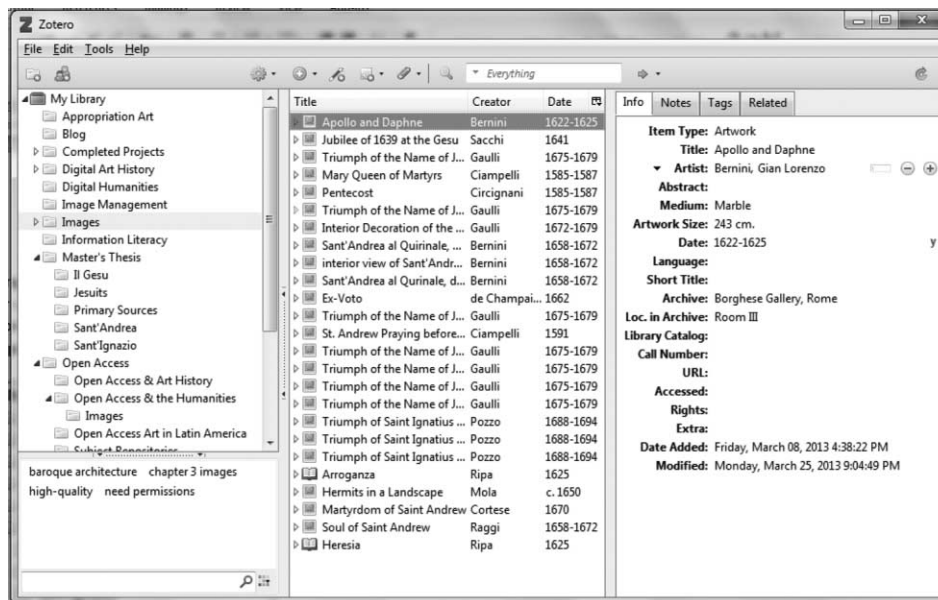 Zotero
File Edit Tools Help
Everything
My Library
Appropriation Art
Blog
Completed Projects
Digital Art History
Digital Humanities
Image Management
Images
Information Literacy
Master's Thesis
Il Gesu
Jesuits
Primary Sources
Sant'Andrea
Sant'Ignazio
Open Access
Open Access & Art History
Open Access & the Humanities
Images
Open Access Art in Latin America
Subject Repositories
baroque architecture chapter 3 images
high-quality need permissions
Title Creator Date
Apollo and Daphne Bernini 1622-1625
Jubilee of 1639 at the Gesu Sacchi 1641
Triumph of the Name of J... Gaulli 1675-1679
Mary Queen of Martyrs Ciampelli 1585-1587
Pentecost Circignani 1585-1587
Triumph of the Name of J... Gaulli 1675-1679
Interior Decoration of the ... Gaulli 1672-1679
Sant'Andrea al Quirinale, ... Bernini 1658-1672
interior view of Sant'Andr... Bernini 1658-1672
Sant'Andrea al Qurinale, d... Bernini 1658-1672
Ex-Voto de Champai... 1662
Triumph of the Name of J... Gaulli 1675-1679
St. Andrew Praying before... Ciampelli 1591
Triumph of the Name of J... Gaulli 1675-1679
Triumph of the Name of J... Gaulli 1675-1679
Triumph of the Name of J... Gaulli 1675-1679
Triumph of the Name of J... Gaulli 1675-1679
Triumph of Saint Ignatius ... Pozzo 1688-1694
Triumph of Saint Ignatius ... Pozzo 1688-1694
Triumph of Saint Ignatius ... Pozzo 1688-1694
Arroganza Ripa 1625
Hermits in a Landscape Mola c. 1650
Martyrdom of Saint Andrew Cortese 1670
Soul of Saint Andrew Raggi 1658-1672
Heresia Ripa 1625
Info Notes Tags Related
Item Type: Artwork
Title: Apollo and Daphne
Artist: Bernini, Gian Lorenzo
Abstract:
Medium: Marble
Artwork Size: 243 cm.
Date: 1622-1625 y
Language:
Short Title:
Archive: Borghese Gallery, Rome
Loc. in Archive: Room III
Library Catalog:
Call Number:
URL:
Accessed:
Rights:
Extra:
Date Added: Friday, March 08, 2013 4:38:22 PM
Modified: Monday, March 25, 2013 9:04:49 PM